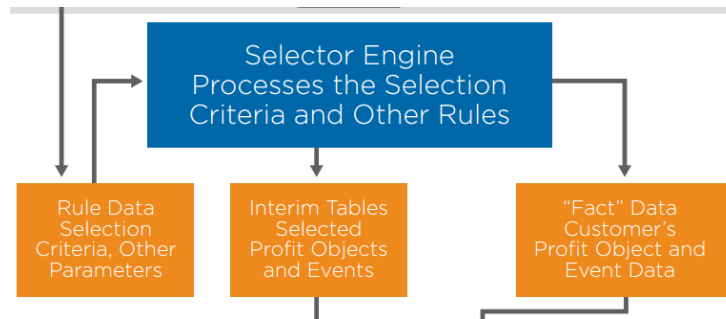 Selector Engine
Processes the Selection
Criteria and Other Rules
Rule Data
Selection
Criteria, Other
Parameters
Interim Tables
Selected
Profit Objects
and Events
“Fact” Data
Customer’s
Profit Object and
Event Data